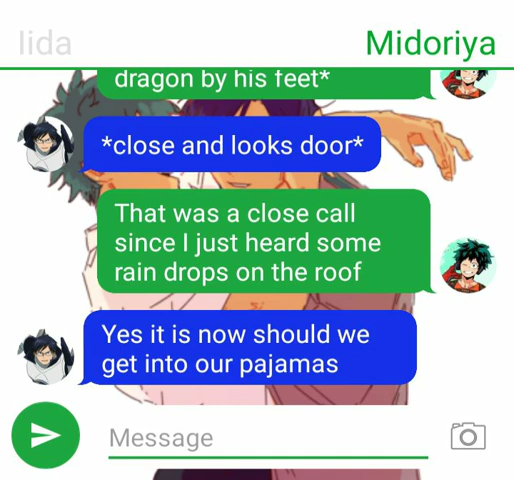 Iida
Midoriya
dragon by his feet*
*close and looks door*
That was a close call
since I just heard some
rain drops on the roof
Yes it is now should we
get into our pajamas
Message